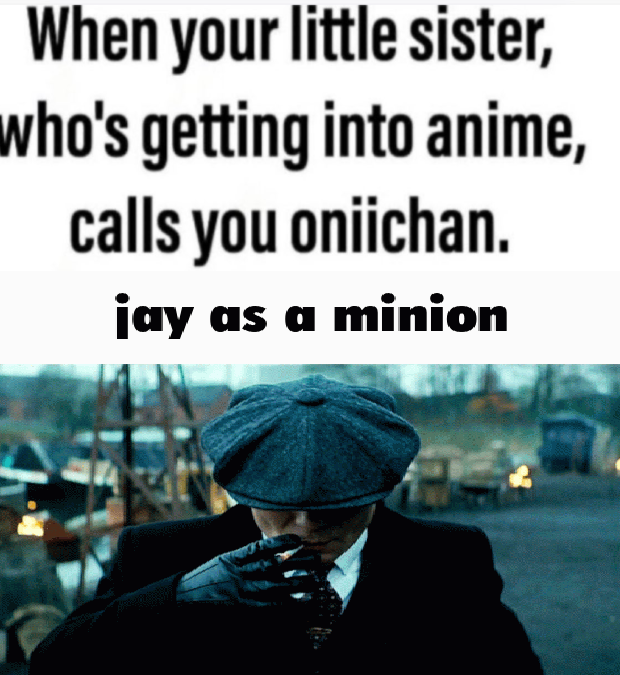 When your little sister,
who's getting into anime,
calls you oniichan.
jay as a minion